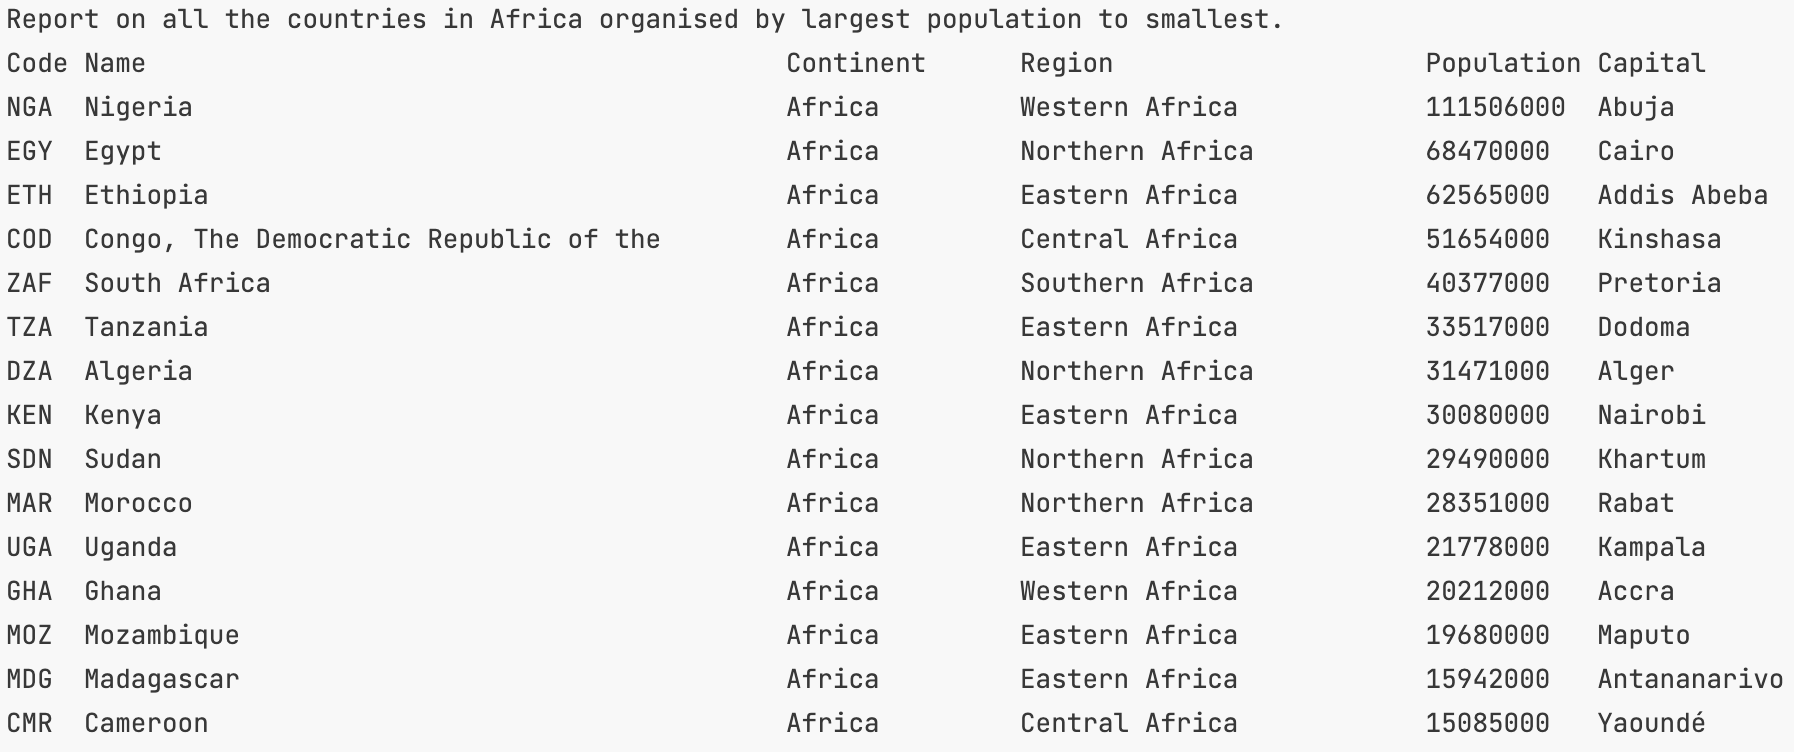 Report on all the countries in Africa organised by largest population to smallest.
Code Name Continent Region Population Capital
NGA Nigeria Africa Western Africa 111506000 Abuja
EGY Egypt Africa Northern Africa 68470000 Cairo
ETH Ethiopia Africa Eastern Africa 62565000 Addis Abeba
COD Congo, The Democratic Republic of the Africa Central Africa 51654000 Kinshasa
ZAF South Africa Africa Southern Africa 40377000 Pretoria
TZA Tanzania Africa Eastern Africa 33517000 Dodoma
DZA Algeria Africa Northern Africa 31471000 Alger
KEN Kenya Africa Eastern Africa 30080000 Nairobi
SDN Sudan Africa Northern Africa 29490000 Khartum
MAR Morocco Africa Northern Africa 28351000 Rabat
UGA Uganda Africa Eastern Africa 21778000 Kampala
GHA Ghana Africa Western Africa 20212000 Accra
MOZ Mozambique Africa Eastern Africa 19680000 Maputo
MDG Madagascar Africa Eastern Africa 15942000 Antananarivo
CMR Cameroon Africa Central Africa 15085000 Yaoundé